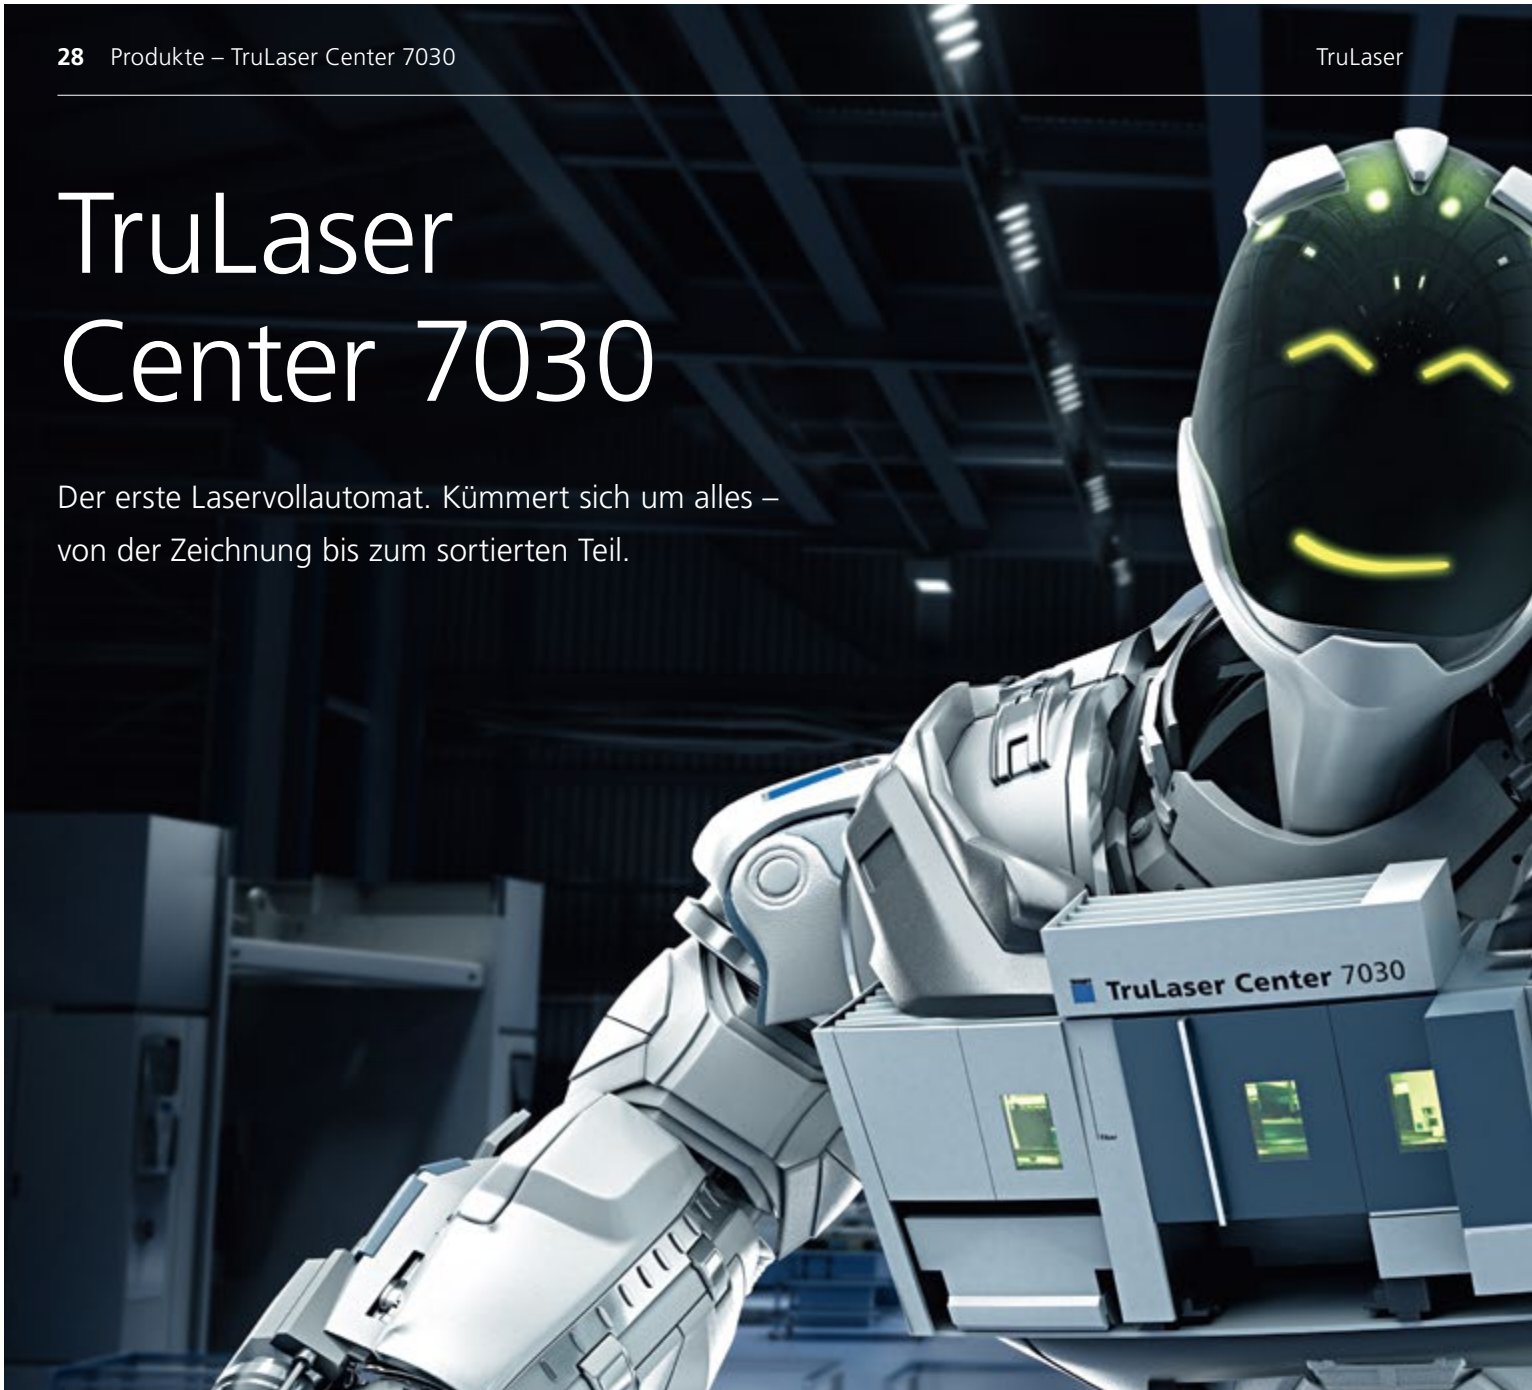 28 Produkte – TruLaser Center 7030
TruLaser
TruLaser
Center 7030
Der erste Laservollautomat. Kümmert sich um alles –
von der Zeichnung bis zum sortierten Teil.
TruLaser Center 7030